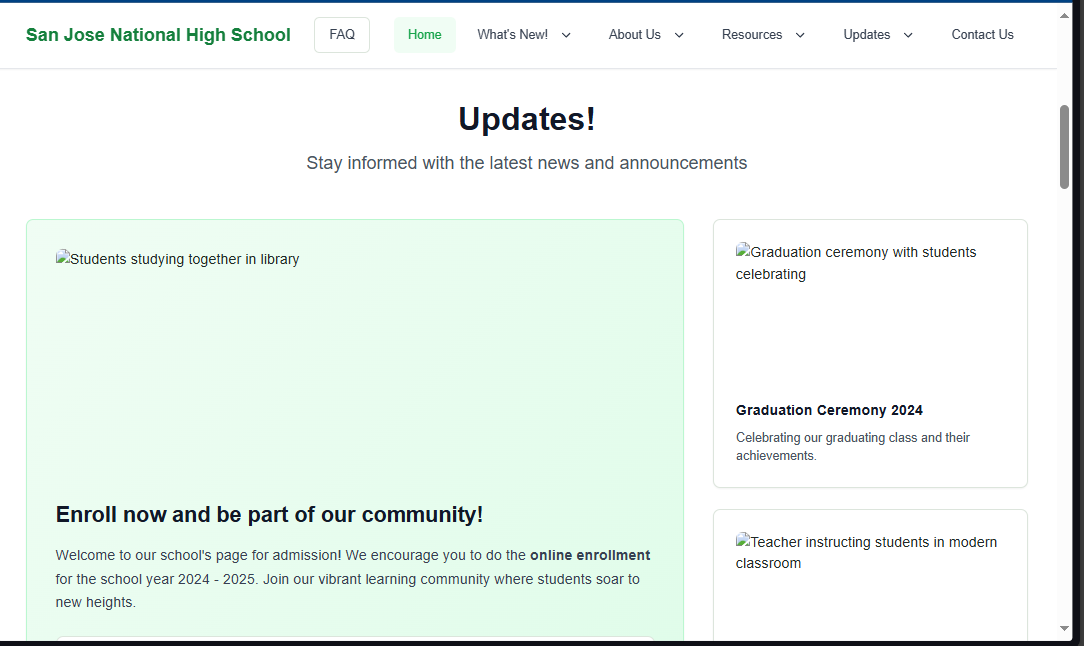 San Jose National High School FAQ Home What's New! About Us Resources Updates Contact Us
Updates!
Stay informed with the latest news and announcements
Students studying together in library
Enroll now and be part of our community!
Welcome to our school's page for admission! We encourage you to do the online enrollment
for the school year 2024 - 2025. Join our vibrant learning community where students soar to
new heights.
Graduation ceremony with students
celebrating
Graduation Ceremony 2024
Celebrating our graduating class and their
achievements.
Teacher instructing students in modern
classroom